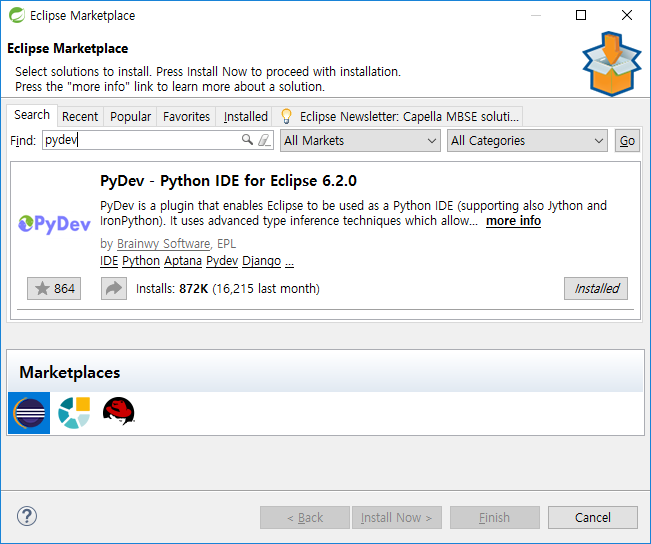 Eclipse Marketplace
Eclipse Marketplace
Select solutions to install. Press Install Now to proceed with installation.
Press the "more info" link to learn more about a solution.
Search Recent Popular Favorites Installed Eclipse Newsletter: Capella MBSE soluti...
Find: pydev All Markets All Categories Go
PyDev - Python IDE for Eclipse 6.2.0
PyDev is a plugin that enables Eclipse to be used as a Python IDE (supporting also Jython and
IronPython). It uses advanced type inference techniques which allow... more info
PyDev
by Brainwy Software, EPL
IDE Python Aptana Pydev Django ...
864 Installs: 872K (16,215 last month) Installed
Marketplaces
? < Back Install Now > Finish Cancel